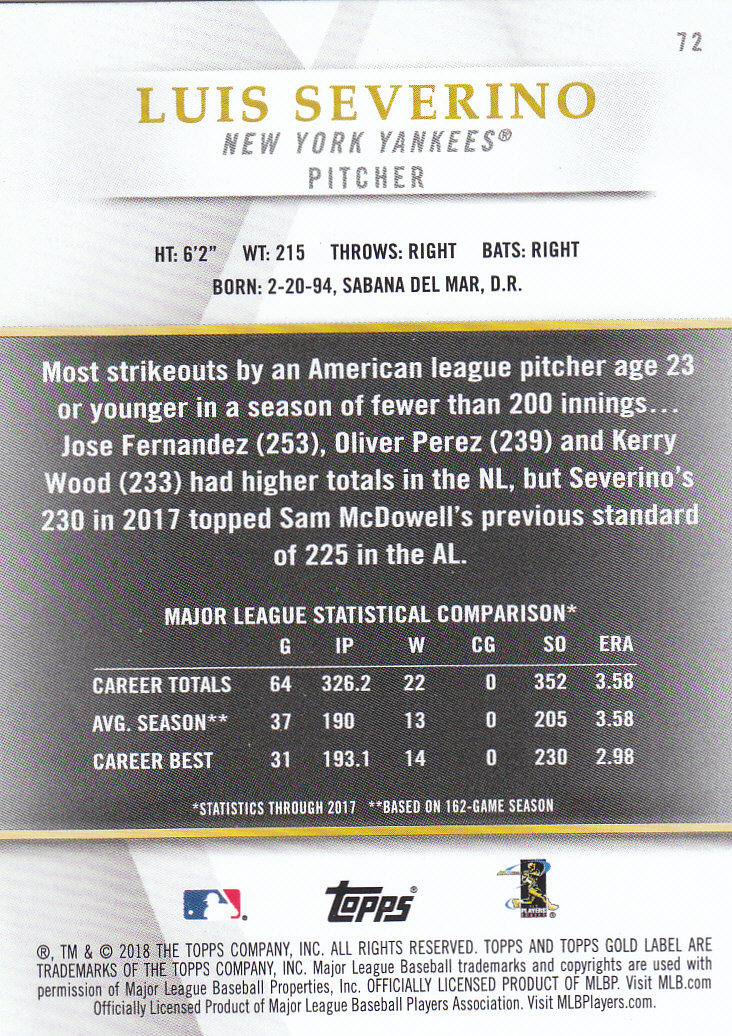 72
LUIS SEVERINO
NEW YORK YANKEES®
PITCHER
HT: 6'2" WT: 215 THROWS: RIGHT BATS: RIGHT
BORN: 2-20-94, SABANA DEL MAR, D.R.
Most strikeouts by an American league pitcher age 23
or younger in a season of fewer than 200 innings...
Jose Fernandez (253), Oliver Perez (239) and Kerry
Wood (233) had higher totals in the NL, but Severino's
230 in 2017 topped Sam McDowell's previous standard
of 225 in the AL.
MAJOR LEAGUE STATISTICAL COMPARISON*
G IP W CG SO ERA
CAREER TOTALS 64 326.2 22 0 352 3.58
AVG. SEASON** 37 190 13 0 205 3.58
CAREER BEST 31 193.1 14 0 230 2.98
*STATISTICS THROUGH 2017 **BASED ON 162-GAME SEASON
Topps®
PLAYERS
CHOICE ®
®, TM & © 2018 THE TOPPS COMPANY, INC. ALL RIGHTS RESERVED. TOPPS AND TOPPS GOLD LABEL ARE
TRADEMARKS OF THE TOPPS COMPANY, INC. Major League Baseball trademarks and copyrights are used with
permission of Major League Baseball Properties, Inc. OFFICIALLY LICENSED PRODUCT OF MLBP. Visit MLB.com
Officially Licensed Product of Major League Baseball Players Association. Visit MLBPlayers.com.